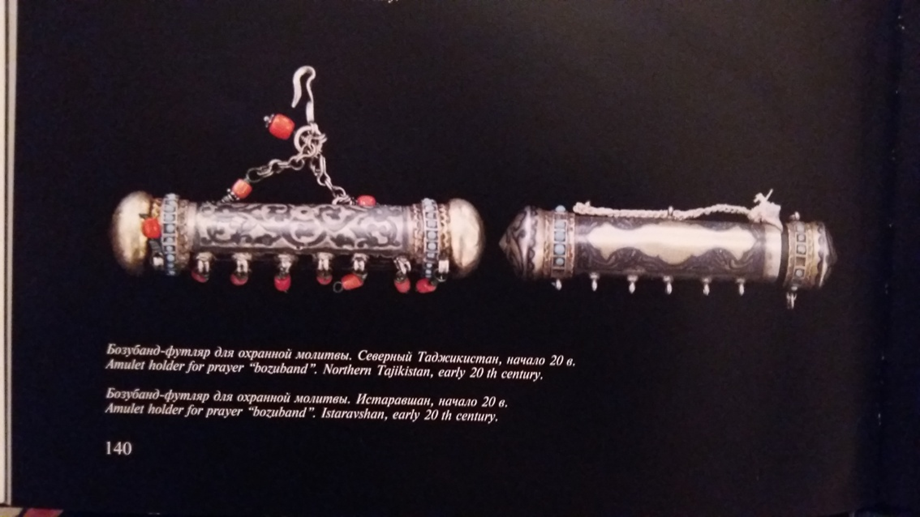 Бозубанд-футляр для охранной молитвы. Северный Таджикистан, начало 20 в.
Amulet holder for prayer "bozuband". Northern Tajikistan, early 20 th century.
Бозубанд-футляр для охранной молитвы. Истаравшан, начало 20 в.
Amulet holder for prayer "bozuband". Istaravshan, early 20 th century.
140